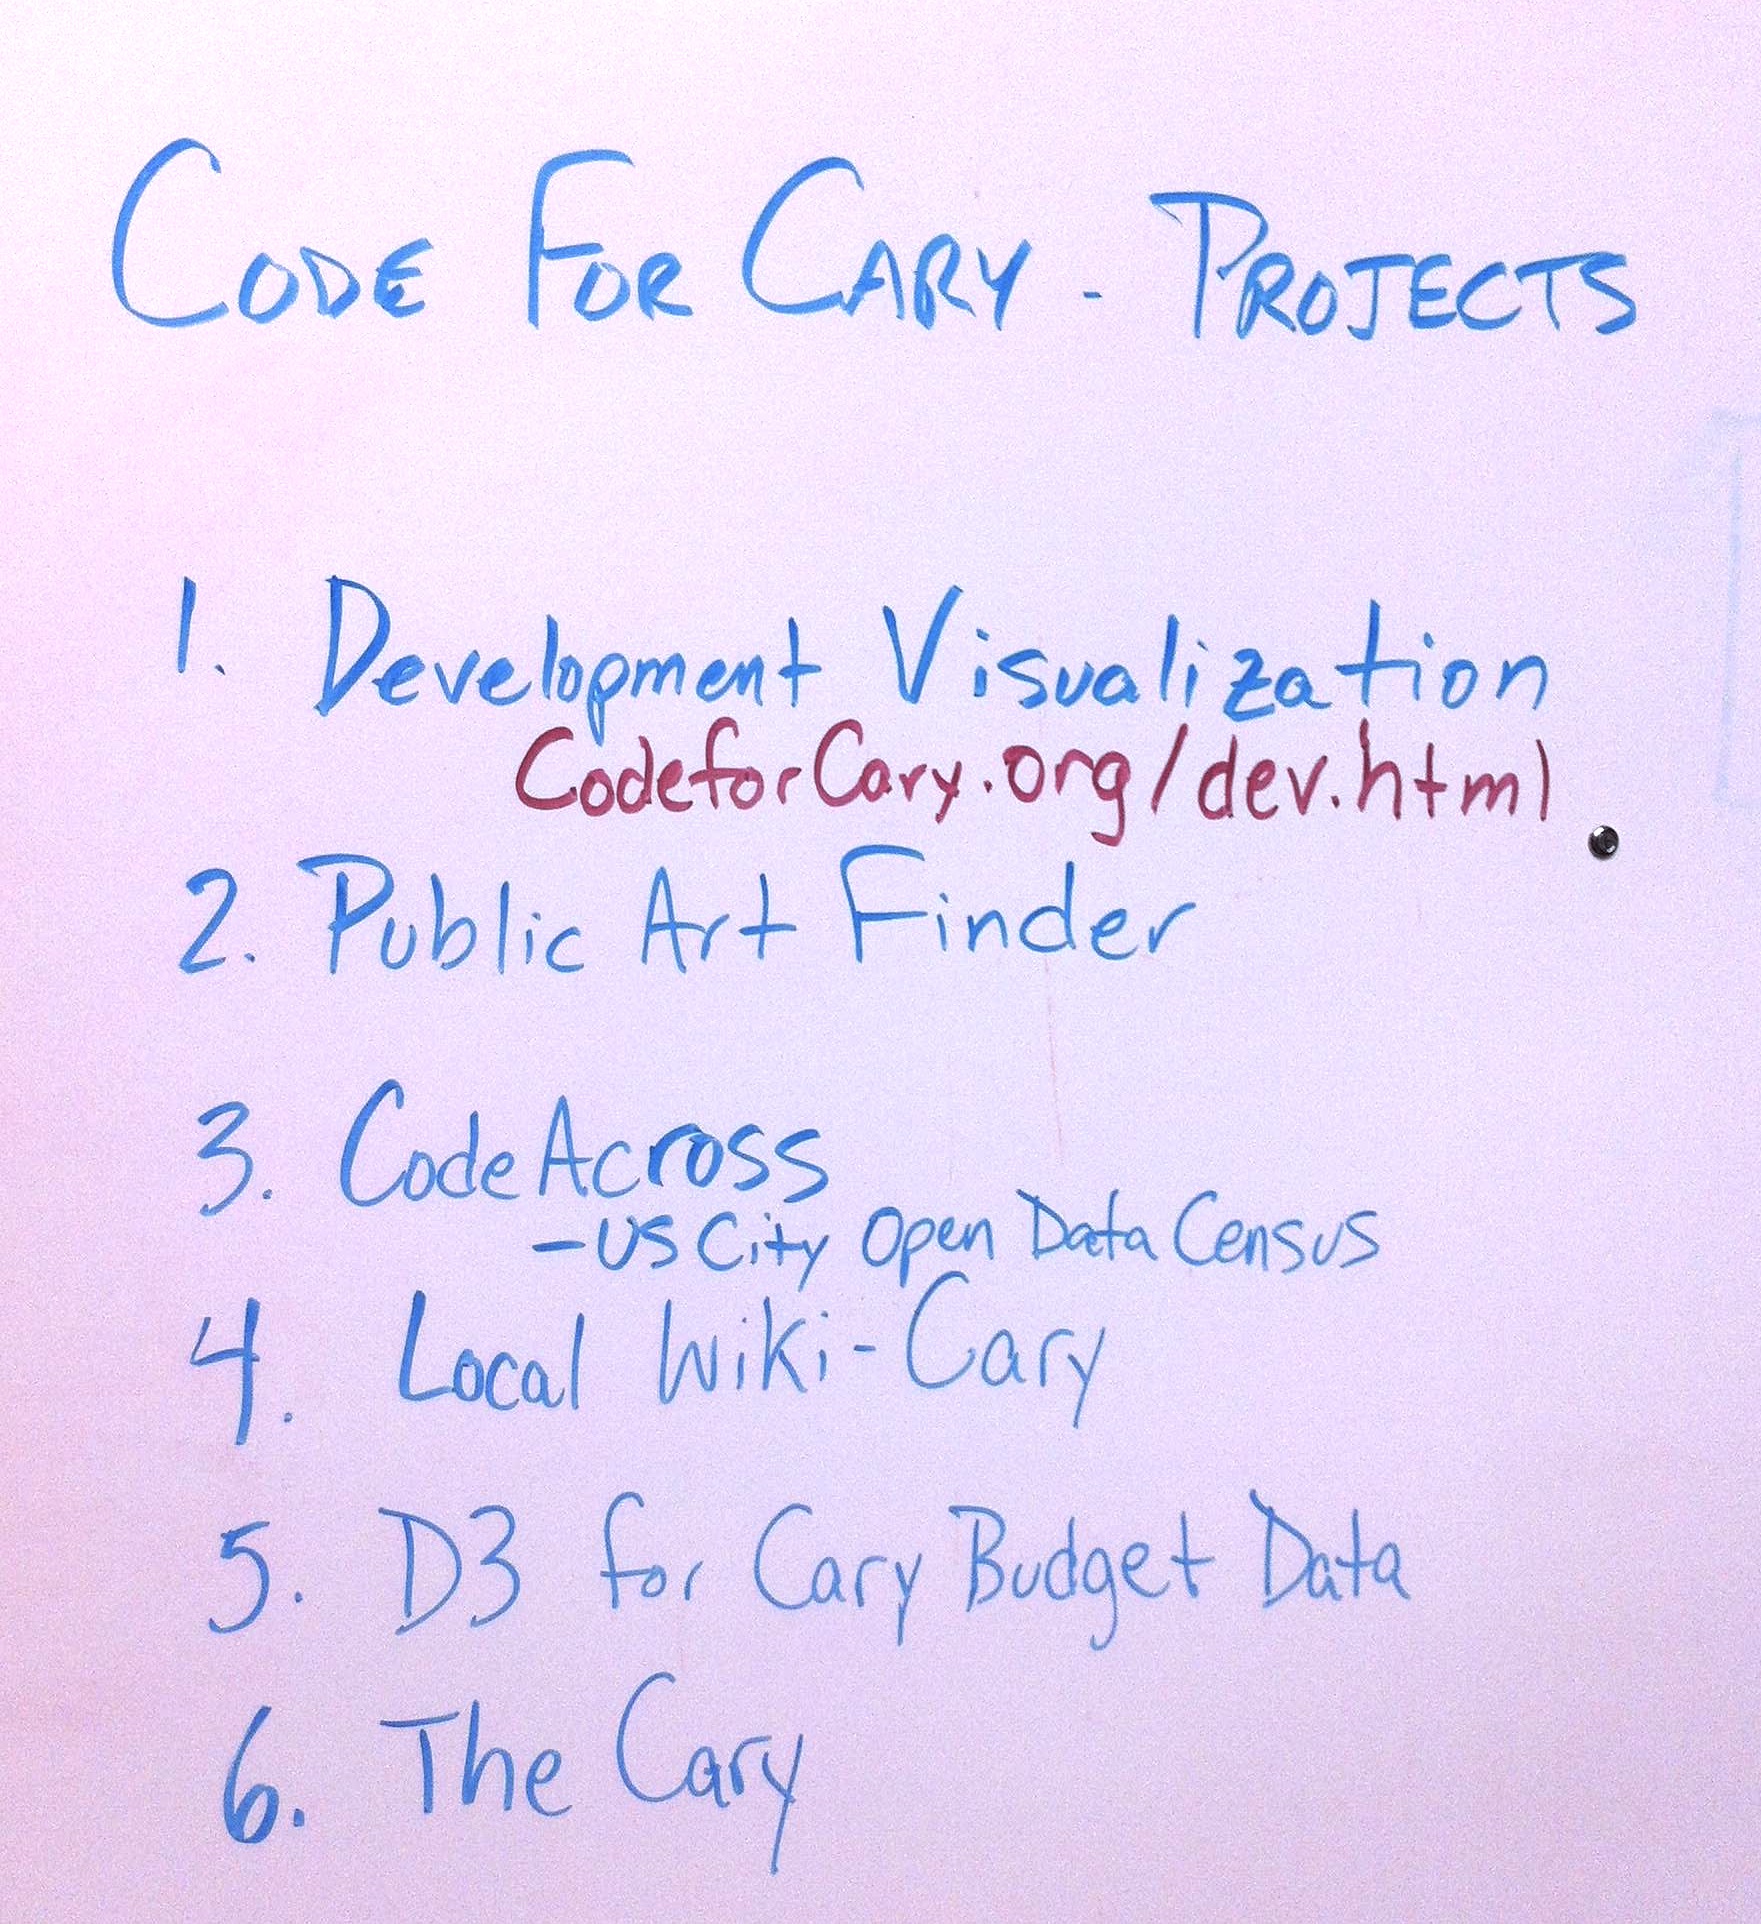 CODE FOR CARY - PROJECTS
1. Development Visualization
CodeforCary.org/dev.html
2. Public Art Finder
3. CodeAcross
- US City Open Data Census
4. Local Wiki - Cary
5. D3 for Cary Budget Data
6. The Cary